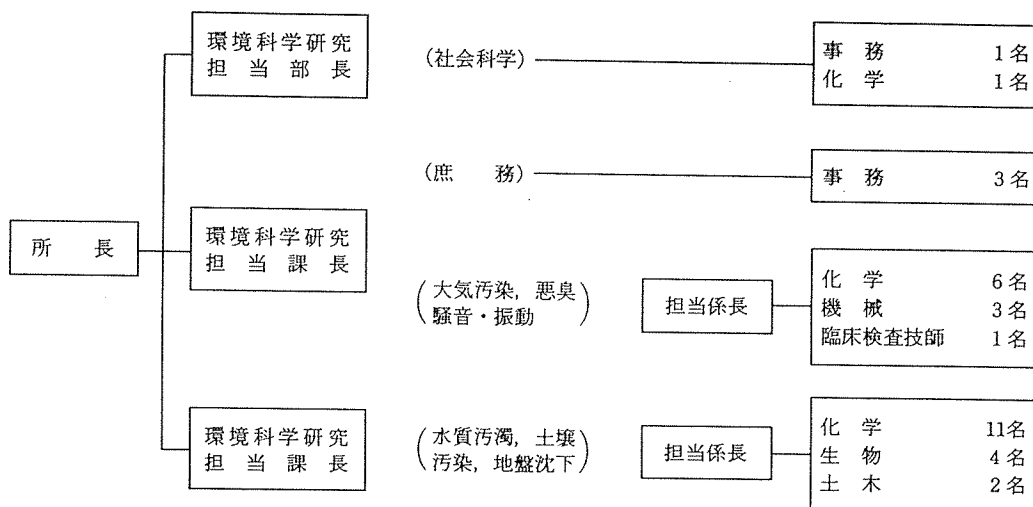 環境科学研究
担当部長
(社会科学)
事務 1名
化学 1名
(庶務)
事務 3名
所長
環境科学研究
担当課長
(大気汚染，悪臭
騒音・振動)
担当係長
化学 6名
機械 3名
臨床検査技師 1名
環境科学研究
担当課長
(水質汚濁，土壌
汚染，地盤沈下)
担当係長
化学 11名
生物 4名
土木 2名